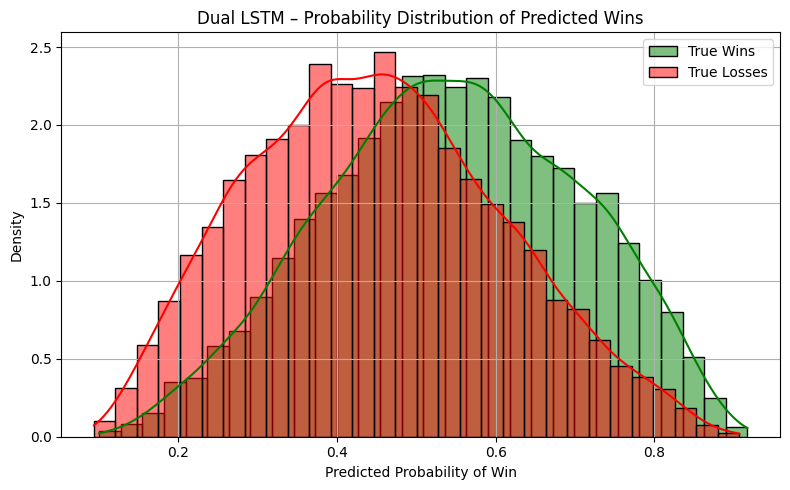 Dual LSTM – Probability Distribution of Predicted Wins
True Wins
True Losses
Density
2.5
2.0
1.5
1.0
0.5
0.0
0.2
0.4
0.6
0.8
Predicted Probability of Win